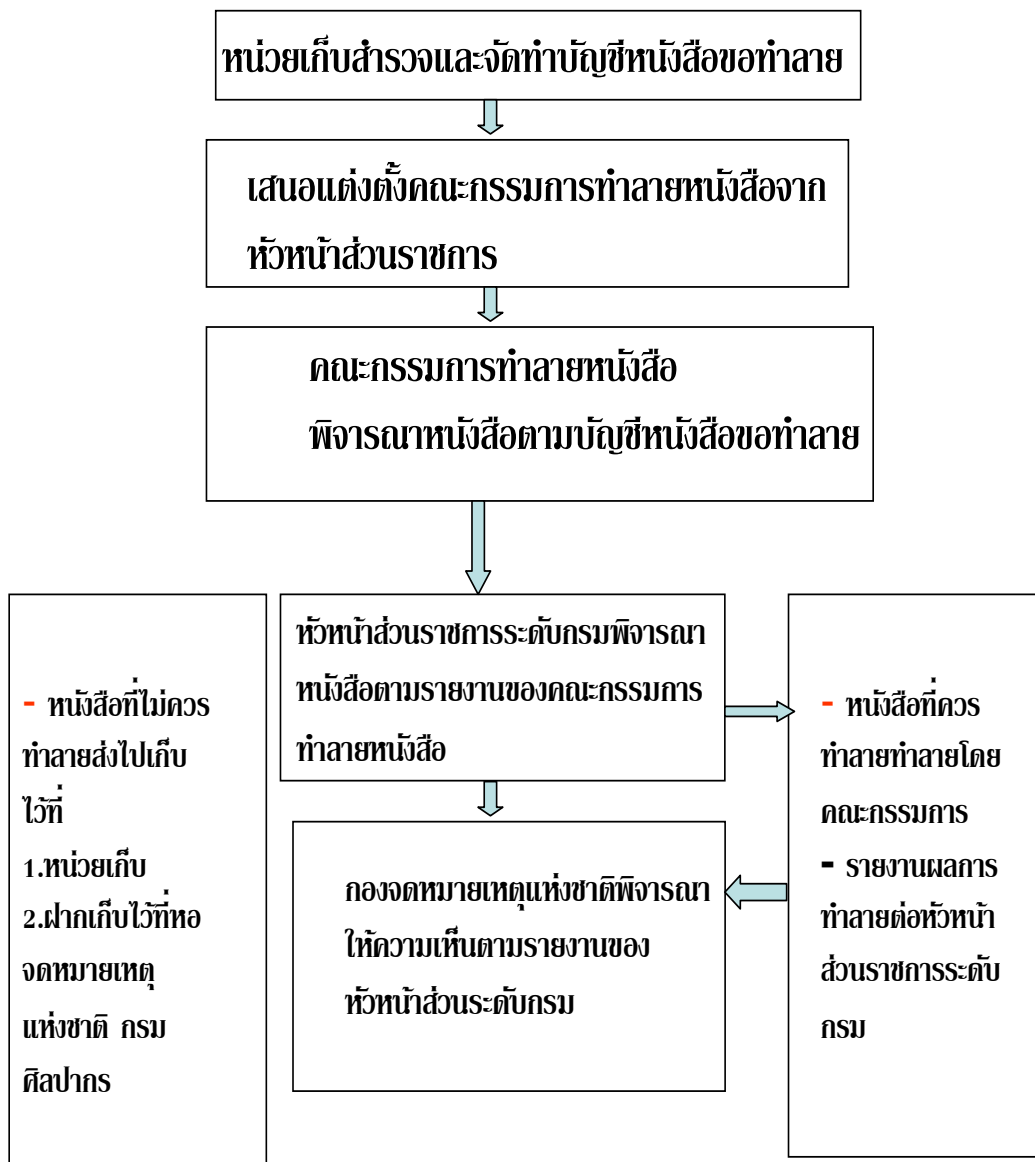 หน่วยเก็บสำรวจและจัดทำบัญชีหนังสือขอทำลาย
เสนอแต่งตั้งคณะกรรมการทำลายหนังสือจาก
หัวหน้าส่วนราชการ
คณะกรรมการทำลายหนังสือ
พิจารณาหนังสือตามบัญชีหนังสือขอทำลาย
หัวหน้าส่วนราชการระดับกรมพิจารณา
หนังสือตามรายงานของคณะกรรมการ
ทำลายหนังสือ
- หนังสือที่ไม่ควร
ทำลายส่งไปเก็บ
ไว้ที่
1.หน่วยเก็บ
2.ฝากเก็บไว้ที่หอ
จดหมายเหตุ
แห่งชาติ กรม
ศิลปากร
- หนังสือที่ควร
ทำลายทำลายโดย
คณะกรรมการ
- รายงานผลการ
ทำลายต่อหัวหน้า
ส่วนราชการระดับ
กรม
กองจดหมายเหตุแห่งชาติพิจารณา
ให้ความเห็นตามรายงานของ
หัวหน้าส่วนระดับกรม